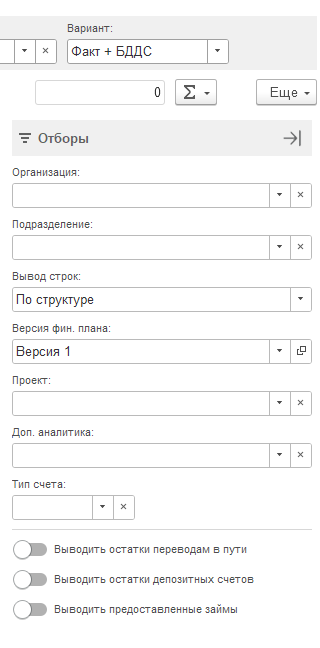 Вариант:
Факт + БДДС
0
Σ
Еще
Отборы
Организация:
Подразделение:
Вывод строк:
По структуре
Версия фин. плана:
Версия 1
Проект:
Доп. аналитика:
Тип счета:
Выводить остатки переводам в пути
Выводить остатки депозитных счетов
Выводить предоставленные займы